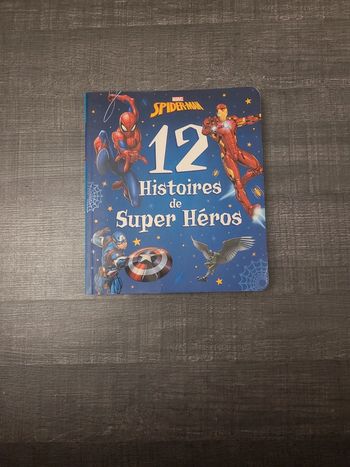 MARVEL
SPIDER-MAN
12
Histoires
de
Super Héros